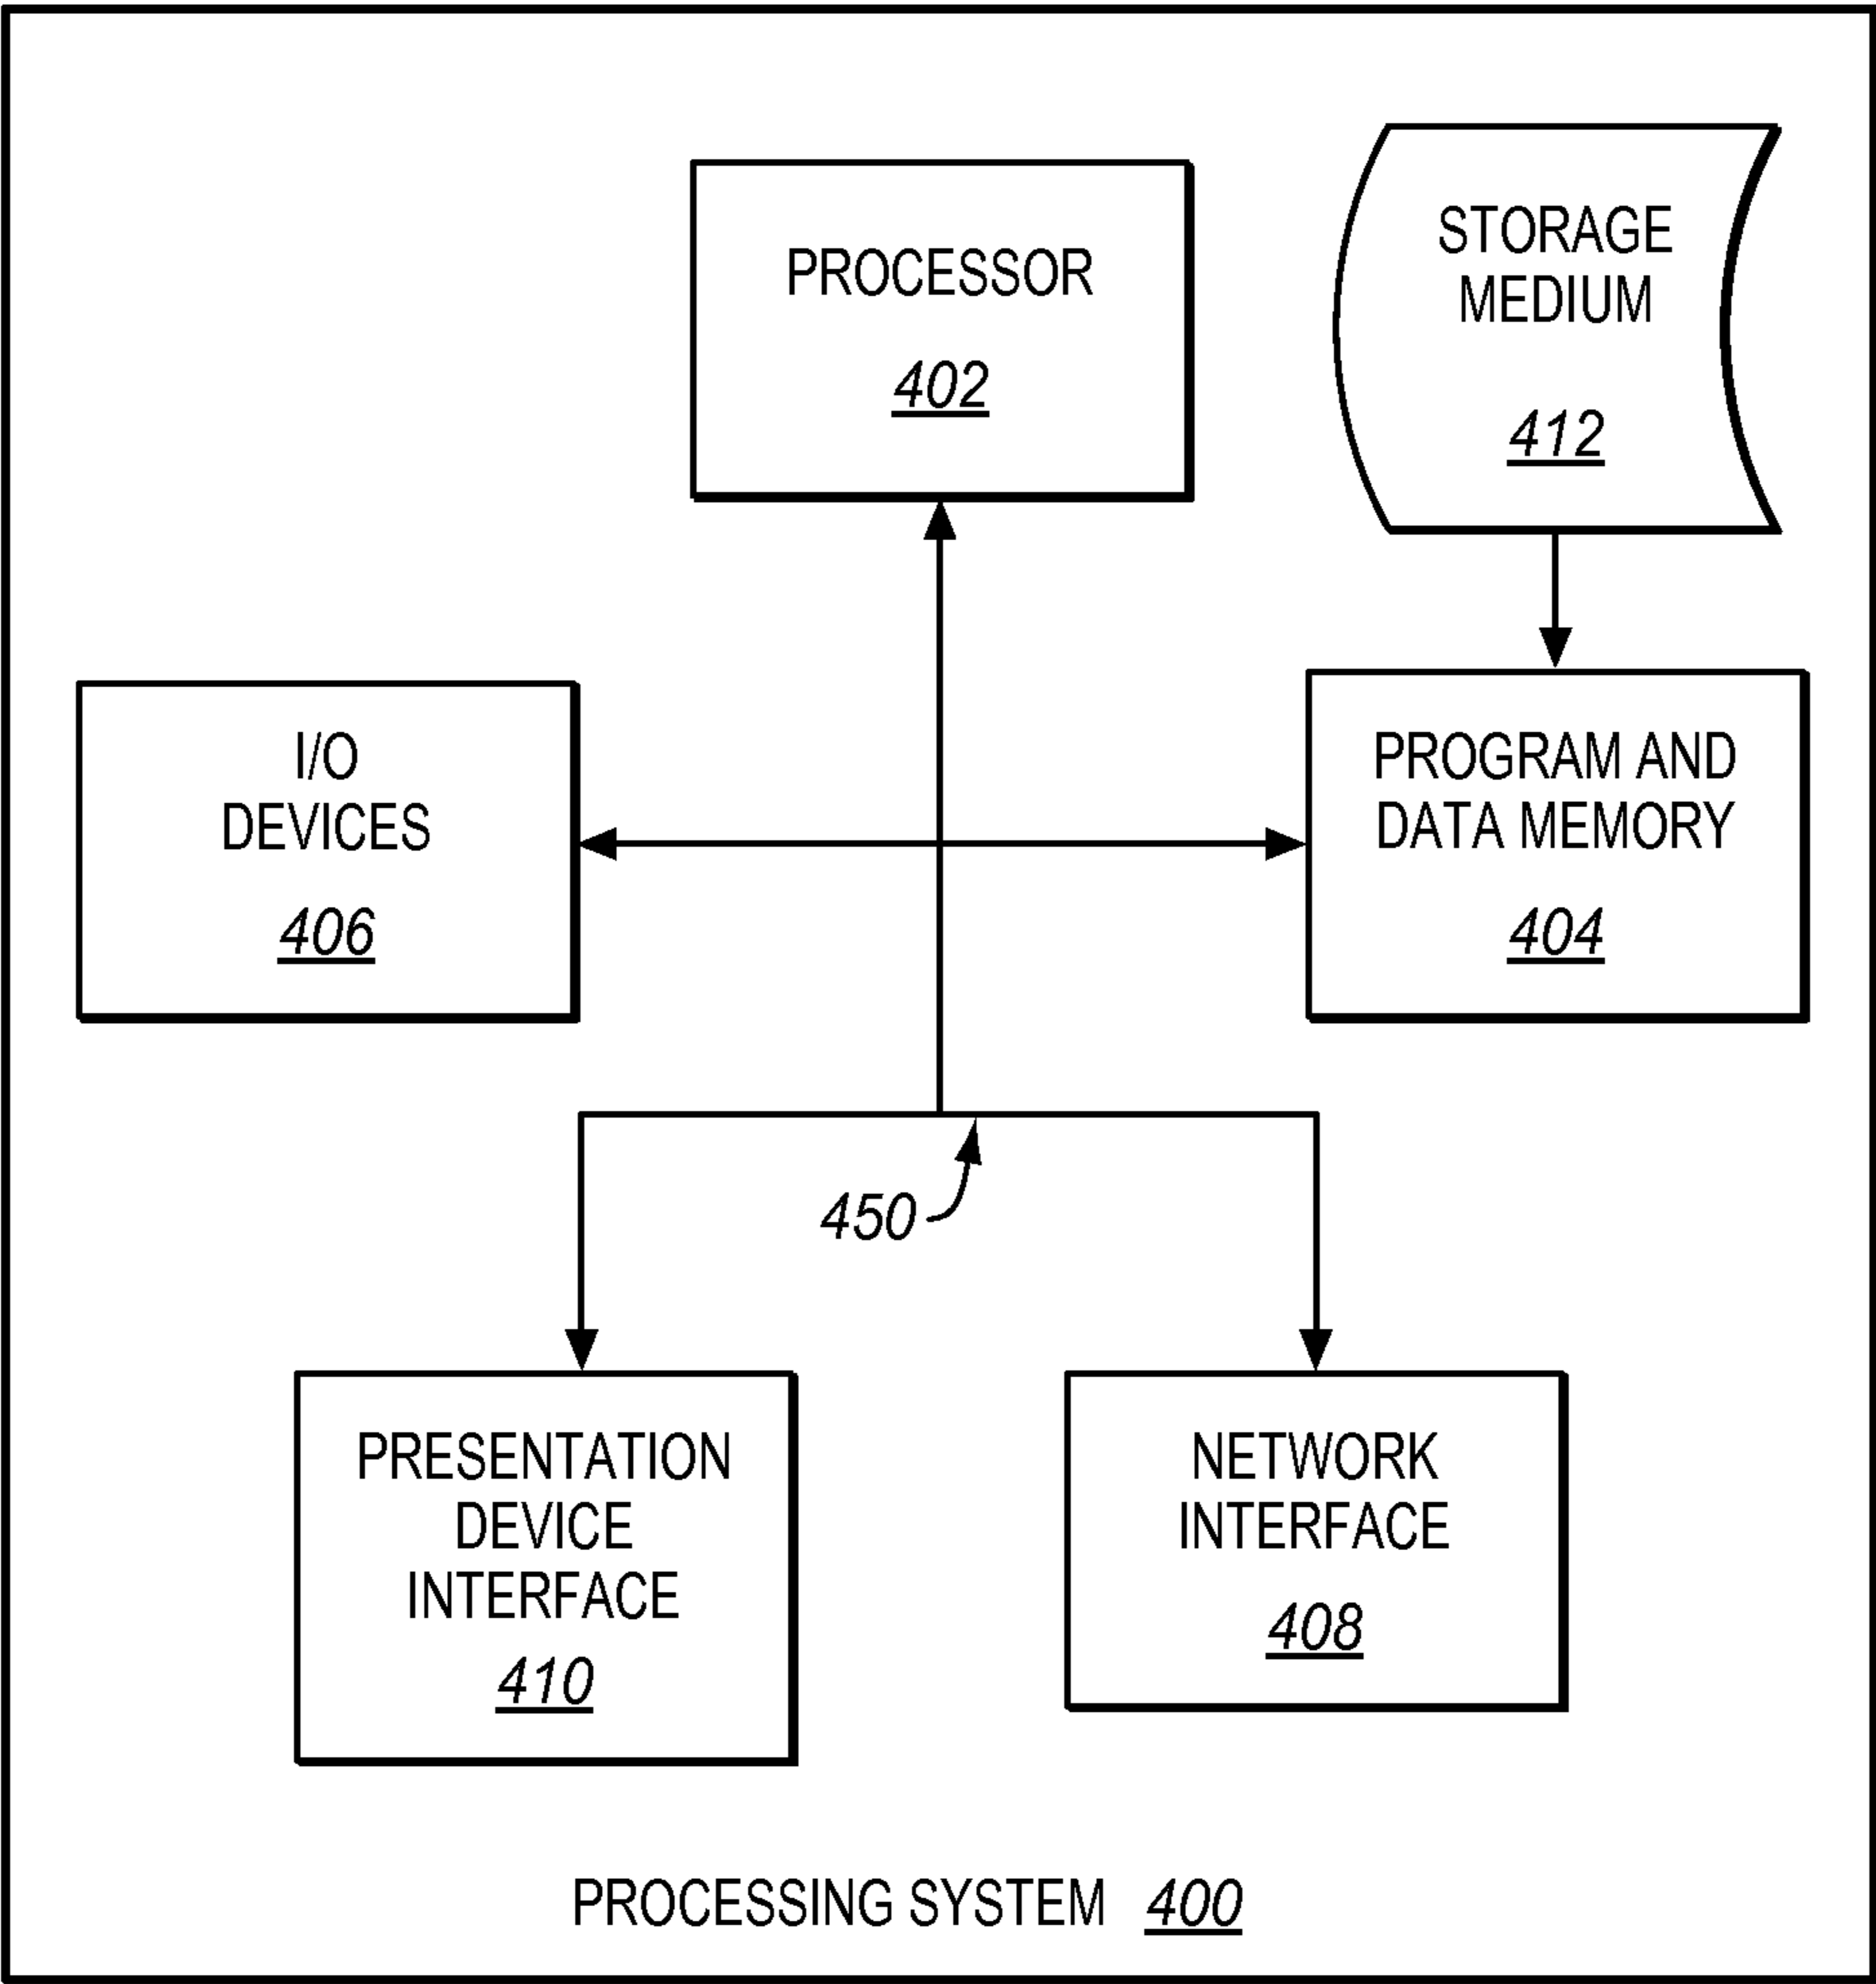 PROCESSOR
402
STORAGE
MEDIUM
412
I/O
DEVICES
406
PROGRAM AND
DATA MEMORY
404
450
PRESENTATION
DEVICE
INTERFACE
410
NETWORK
INTERFACE
408
PROCESSING SYSTEM 400